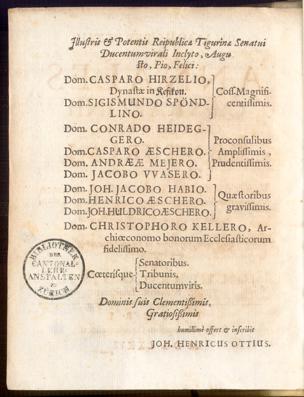 Illustris & Potentis Reipublicæ Tigurinæ Senatui
Ducentumvirali Inclyto, Augu
sto, Pio, Felici:
Dom. CASPARO HIRZELIO,
Dynastæ in Kefikon.
Dom. SIGISMUNDO SPÖND-
LINO.
Coss. Magnifi-
centissimis.
Dom. CONRADO HEIDEG-
GERO.
Dom. CASPARO ÆSCHERO.
Dom. ANDRÆÆ MEJERO.
Dom. JACOBO VVASERO.
Proconsulibus
Amplissimis,
Prudentissimis.
Dom. JOH. JACOBO HABIO.
Dom. HENRICO ÆSCHERO.
Dom. JOH. HULDRICO ÆSCHERO.
Quæstoribus
gravissimis.
Dom. CHRISTOPHORO KELLERO, Ar-
chiœconomo bonorum Ecclesiasticorum
fidelissimo.
Cœterisque
Senatoribus.
Tribunis,
Ducentumviris.
Dominis suis Clementissimis,
Gratiosissimis
humillimè offert & inscribit
JOH. HENRICUS OTTIUS.
BIBLIOTHEK
DER
CANTONAL-
LEHR-
ANSTALTEN
in
ZÜRICH